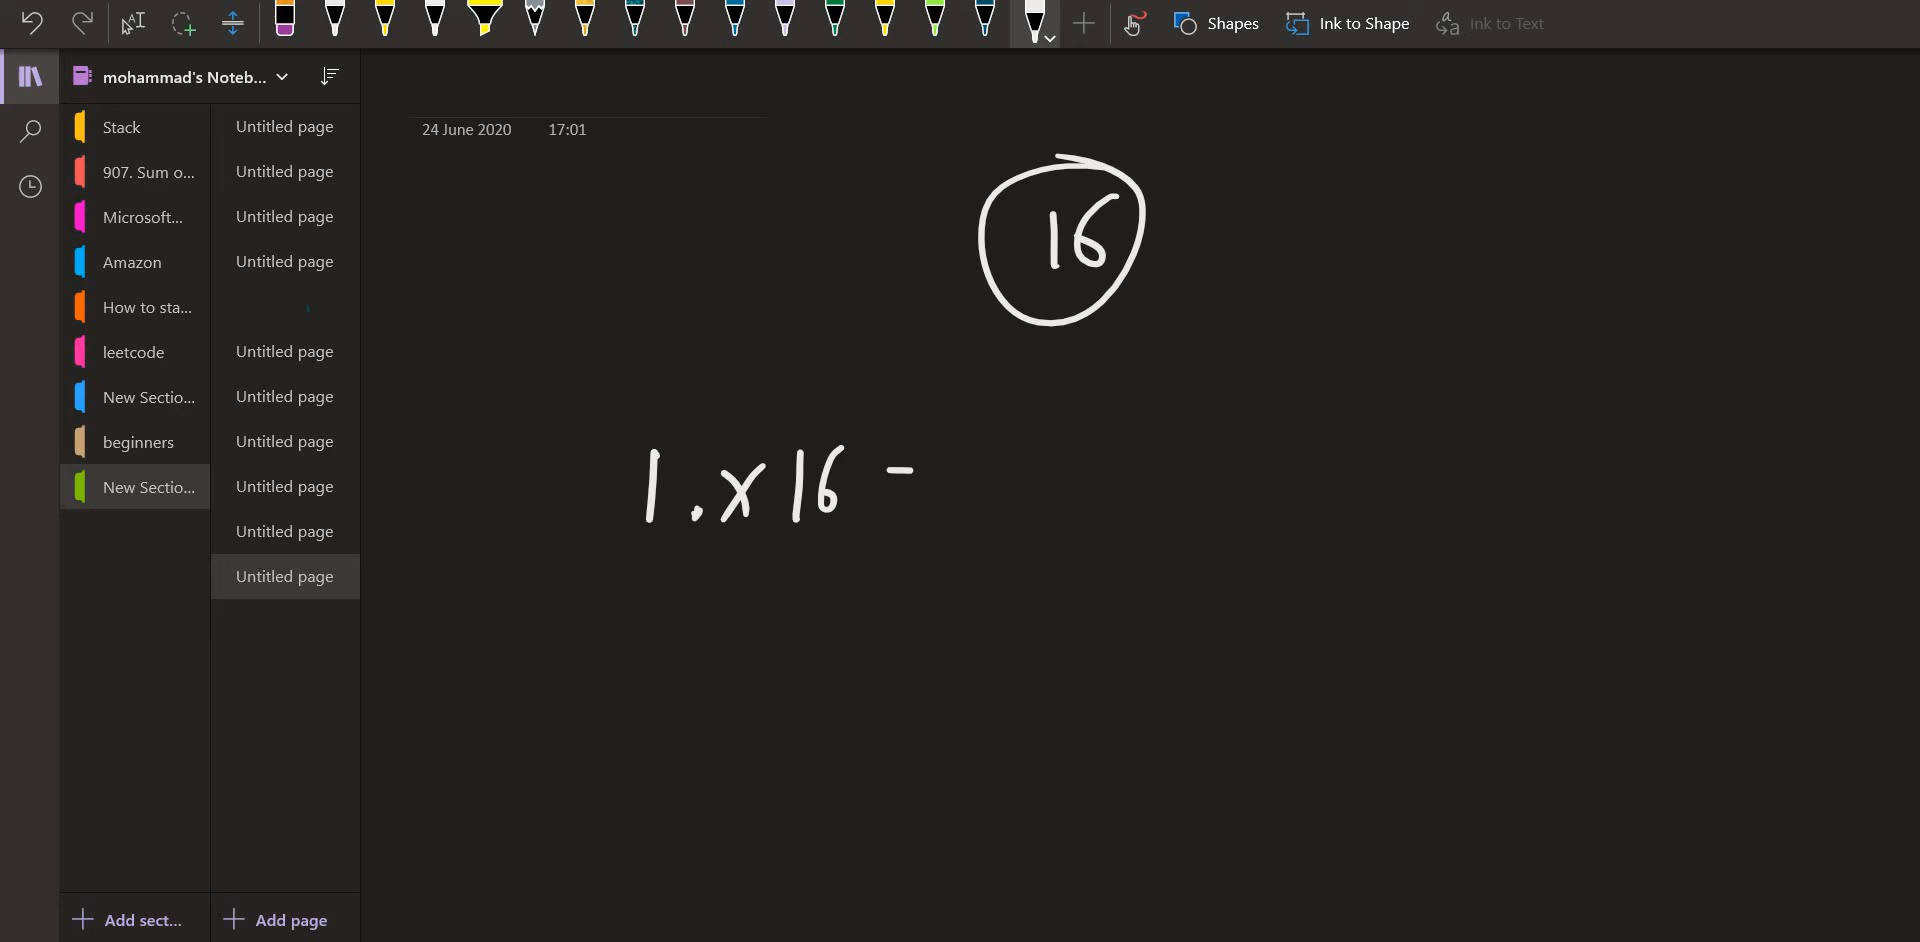 Shapes
Ink to Shape
Ink to Text
mohammad's Noteb...
Stack
907. Sum o...
Microsoft...
Amazon
How to sta...
leetcode
New Sectio...
beginners
New Sectio...
Add sect...
Untitled page
Untitled page
Untitled page
Untitled page
Untitled page
Untitled page
Untitled page
Untitled page
Untitled page
Untitled page
Add page
24 June 2020 17:01
16
1 . x 16 -